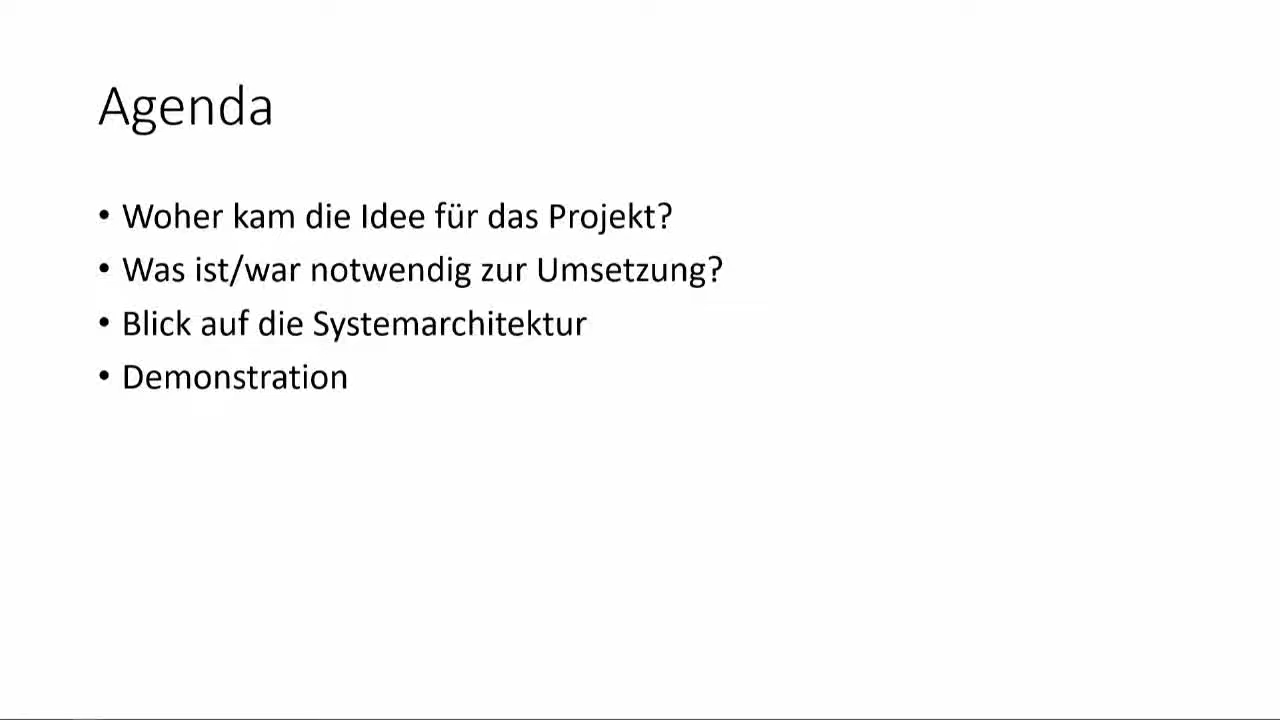 Agenda
• Woher kam die Idee für das Projekt?
• Was ist/war notwendig zur Umsetzung?
• Blick auf die Systemarchitektur
• Demonstration